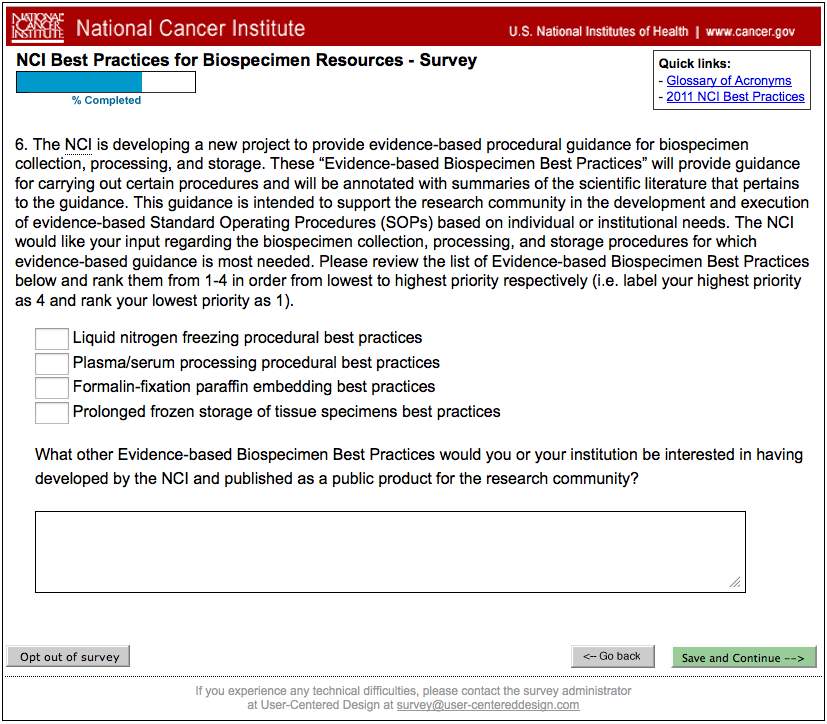 NATIONAL
CANCER
INSTITUTE
National Cancer Institute
U.S. National Institutes of Health | www.cancer.gov
NCI Best Practices for Biospecimen Resources - Survey
% Completed
Quick links:
- Glossary of Acronyms
- 2011 NCI Best Practices
6. The NCI is developing a new project to provide evidence-based procedural guidance for biospecimen
collection, processing, and storage. These “Evidence-based Biospecimen Best Practices” will provide guidance
for carrying out certain procedures and will be annotated with summaries of the scientific literature that pertains
to the guidance. This guidance is intended to support the research community in the development and execution
of evidence-based Standard Operating Procedures (SOPs) based on individual or institutional needs. The NCI
would like your input regarding the biospecimen collection, processing, and storage procedures for which
evidence-based guidance is most needed. Please review the list of Evidence-based Biospecimen Best Practices
below and rank them from 1-4 in order from lowest to highest priority respectively (i.e. label your highest priority
as 4 and rank your lowest priority as 1).
Liquid nitrogen freezing procedural best practices
Plasma/serum processing procedural best practices
Formalin-fixation paraffin embedding best practices
Prolonged frozen storage of tissue specimens best practices
What other Evidence-based Biospecimen Best Practices would you or your institution be interested in having
developed by the NCI and published as a public product for the research community?
Opt out of survey
<-- Go back
Save and Continue -->
If you experience any technical difficulties, please contact the survey administrator
at User-Centered Design at survey@user-centereddesign.com